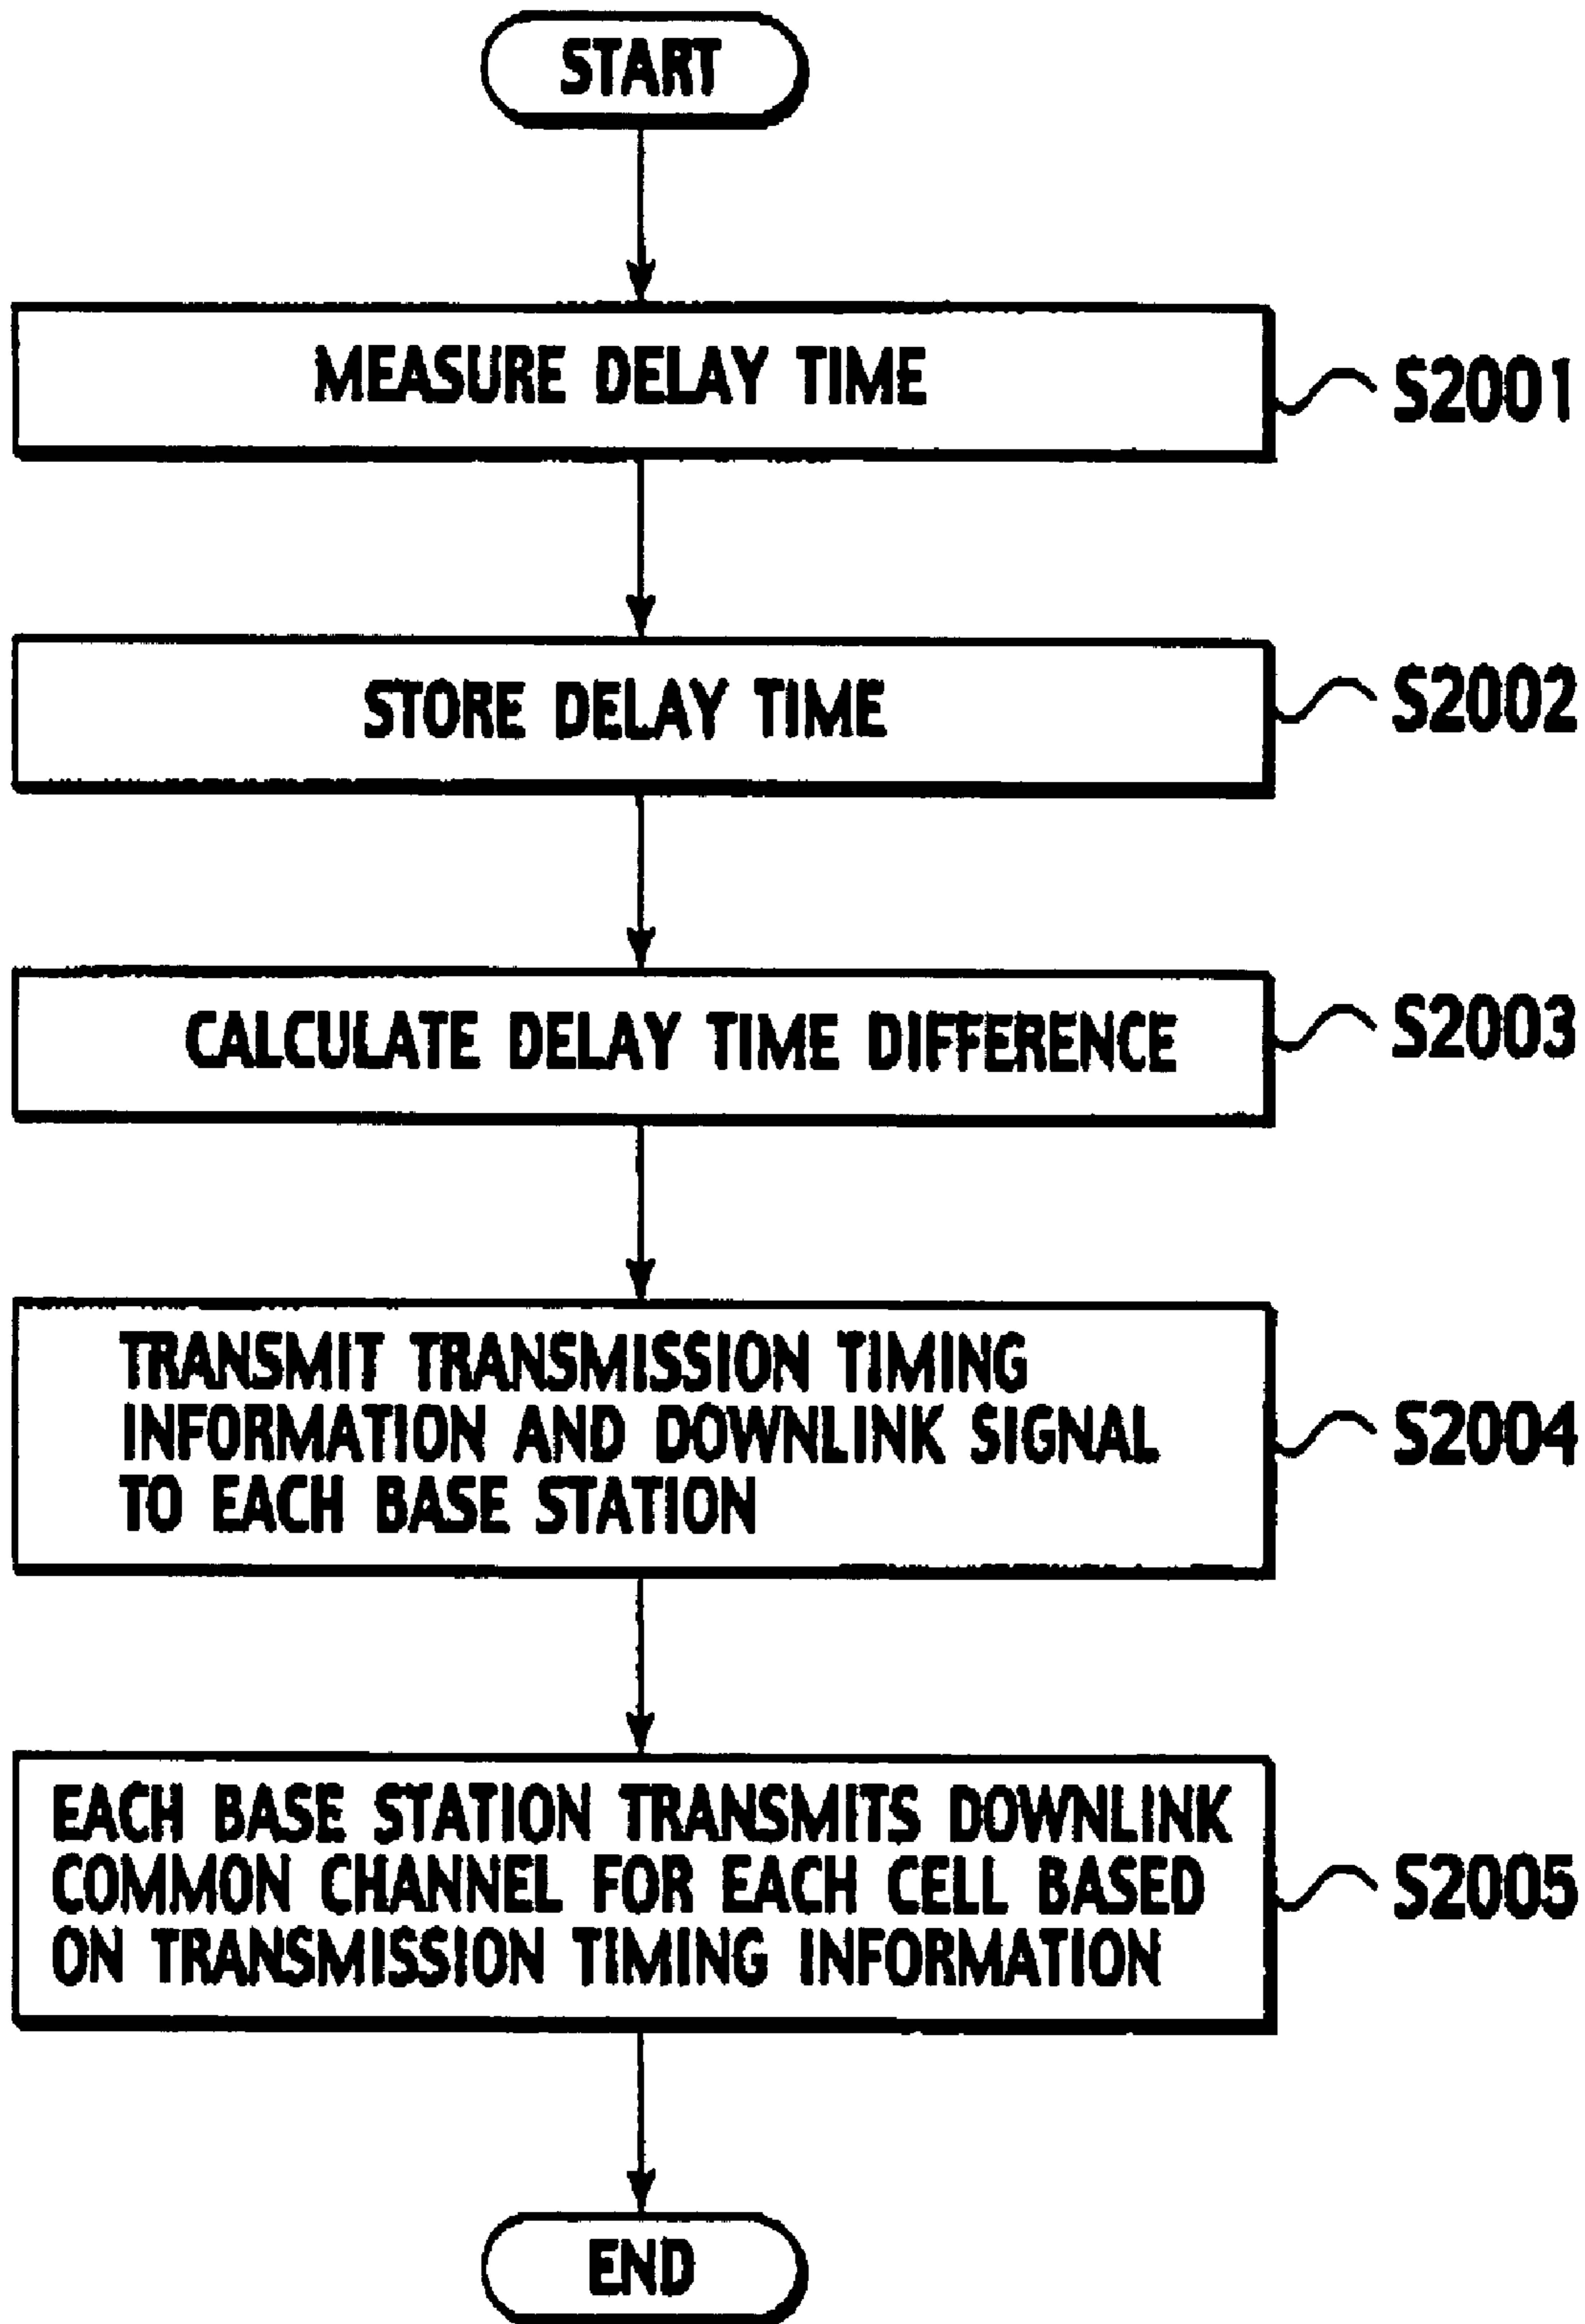 START
MEASURE DELAY TIME
S2001
STORE DELAY TIME
S2002
CALCULATE DELAY TIME DIFFERENCE
S2003
TRANSMIT TRANSMISSION TIMING
INFORMATION AND DOWNLINK SIGNAL
TO EACH BASE STATION
S2004
EACH BASE STATION TRANSMITS DOWNLINK
COMMON CHANNEL FOR EACH CELL BASED
ON TRANSMISSION TIMING INFORMATION
S2005
END